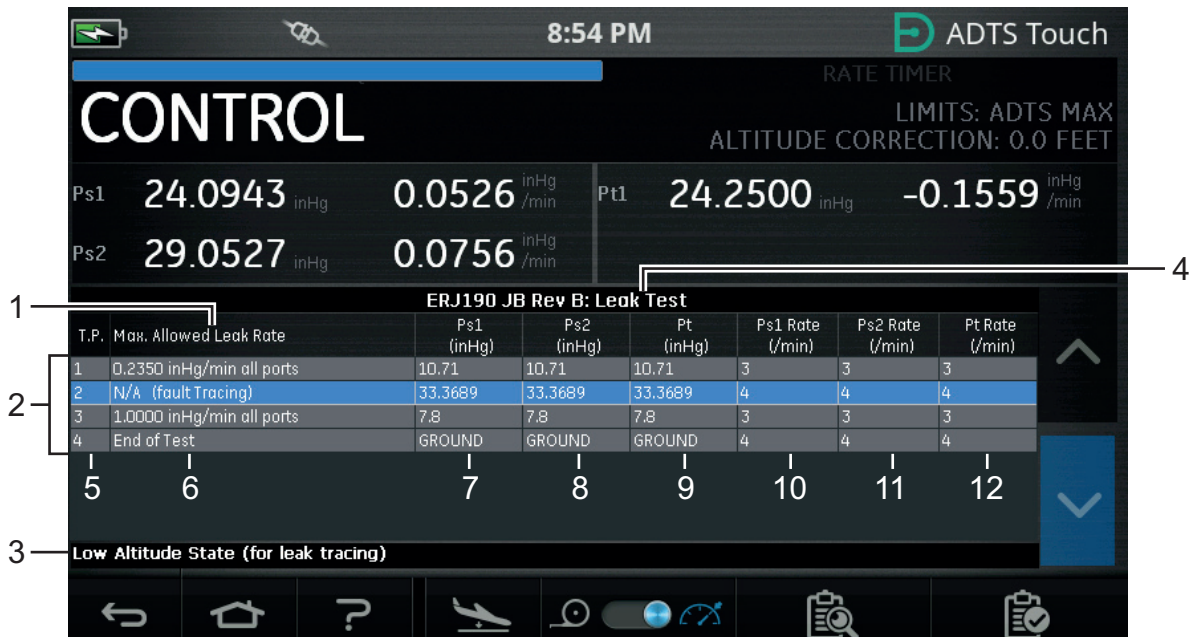 8:54 PM
ADTS Touch
RATE TIMER
CONTROL
LIMITS: ADTS MAX
ALTITUDE CORRECTION: 0.0 FEET
Ps1 24.0943 inHg 0.0526 inHg/min Pt1 24.2500 inHg -0.1559 inHg/min
Ps2 29.0527 inHg 0.0756 inHg/min
4
1
ERJ190 JB Rev B: Leak Test
T.P. Max. Allowed Leak Rate Ps1 (inHg) Ps2 (inHg) Pt (inHg) Ps1 Rate (/min) Ps2 Rate (/min) Pt Rate (/min)
1 0.2350 inHg/min all ports 10.71 10.71 10.71 3 3 3
2 N/A (fault Tracing) 33.3689 33.3689 33.3689 4 4 4
2
3 1.0000 inHg/min all ports 7.8 7.8 7.8 3 3 3
4 End of Test GROUND GROUND GROUND 4 4 4
5 6 7 8 9 10 11 12
3
Low Altitude State (for leak tracing)
?